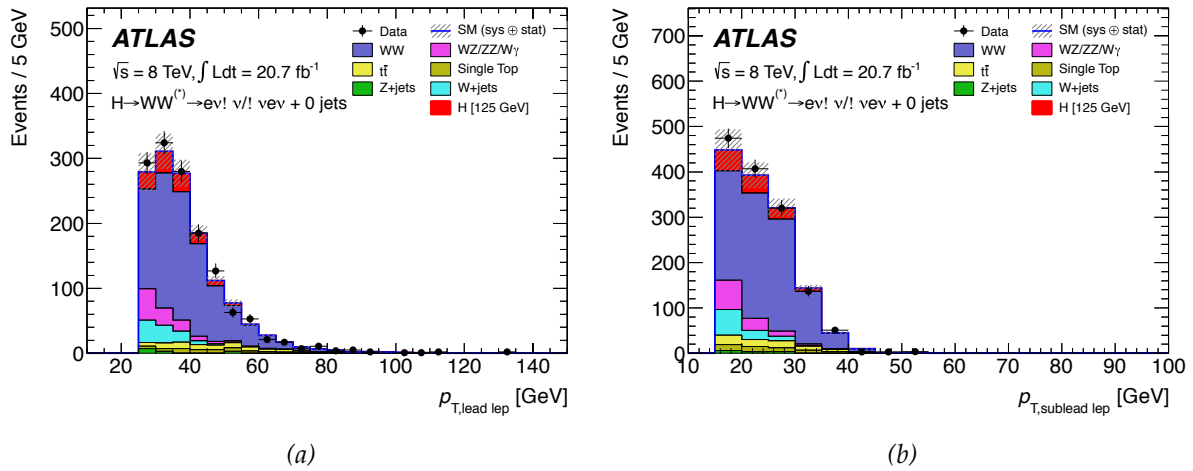 Events / 5 GeV
500
400
300
200
100
0
20 40 60 80 100 120 140
p_T,lead lep [GeV]
ATLAS
√s = 8 TeV, ∫ Ldt = 20.7 fb⁻¹
H→WW⁽*⁾→eν! ν/! νeν + 0 jets
Data
SM (sys ⊕ stat)
WW
WZ/ZZ/Wγ
tt̄
Single Top
Z+jets
W+jets
H [125 GeV]
(a)
Events / 5 GeV
700
600
500
400
300
200
100
0
10 20 30 40 50 60 70 80 90 100
p_T,sublead lep [GeV]
ATLAS
√s = 8 TeV, ∫ Ldt = 20.7 fb⁻¹
H→WW⁽*⁾→eν! ν/! νeν + 0 jets
Data
SM (sys ⊕ stat)
WW
WZ/ZZ/Wγ
tt̄
Single Top
Z+jets
W+jets
H [125 GeV]
(b)